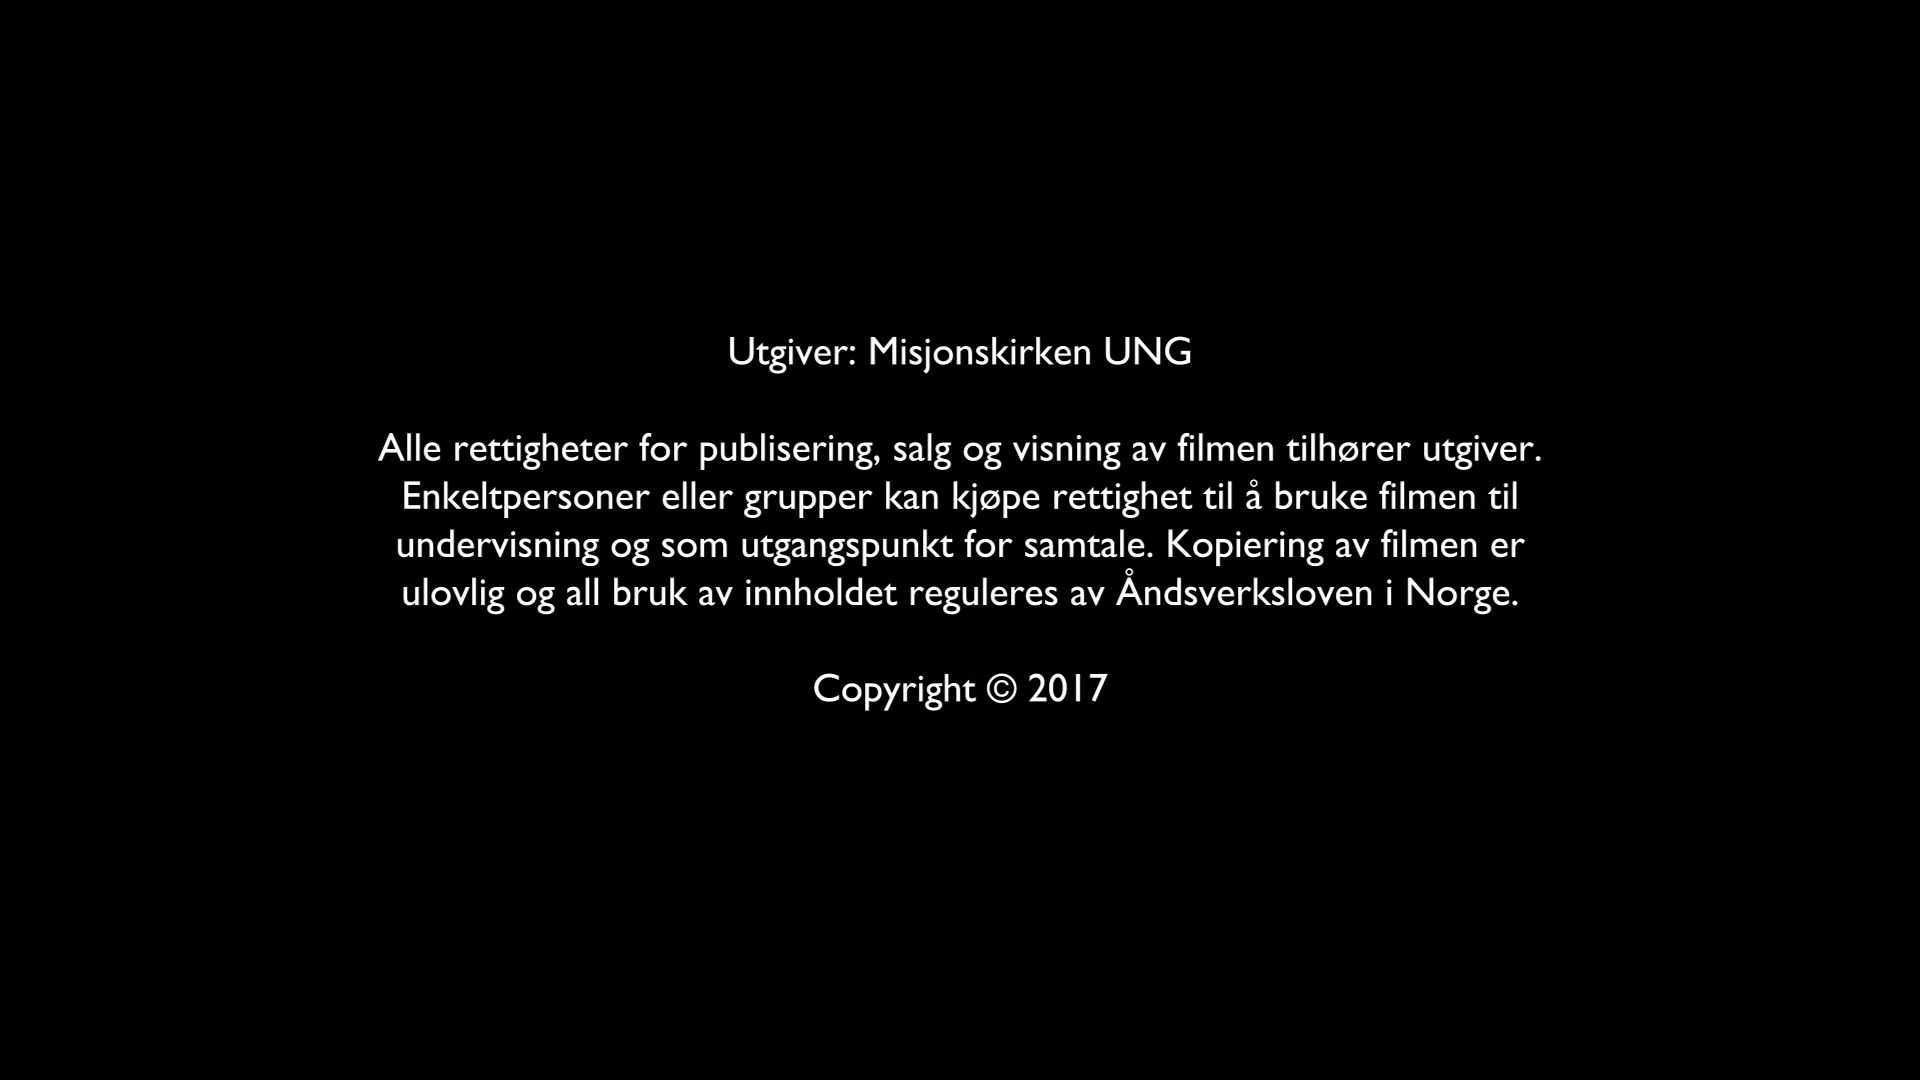 Utgiver: Misjonskirken UNG
Alle rettigheter for publisering, salg og visning av filmen tilhører utgiver.
Enkeltpersoner eller grupper kan kjøpe rettighet til å bruke filmen til
undervisning og som utgangspunkt for samtale. Kopiering av filmen er
ulovlig og all bruk av innholdet reguleres av Åndsverksloven i Norge.
Copyright © 2017